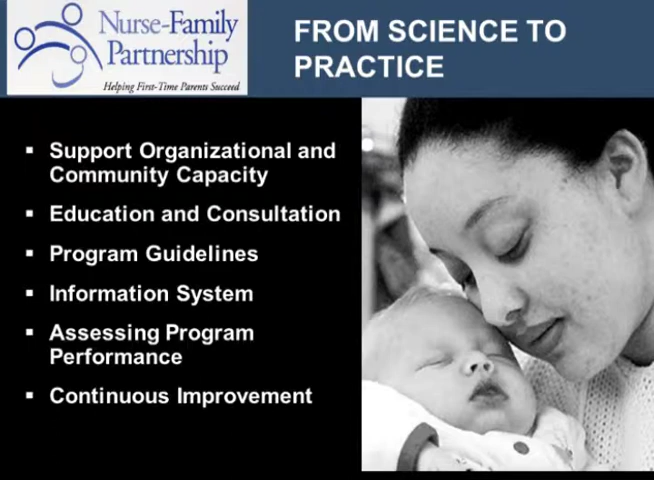 Nurse-Family
Partnership
Helping First-Time Parents Succeed
FROM SCIENCE TO
PRACTICE
▪ Support Organizational and
Community Capacity
▪ Education and Consultation
▪ Program Guidelines
▪ Information System
▪ Assessing Program
Performance
▪ Continuous Improvement